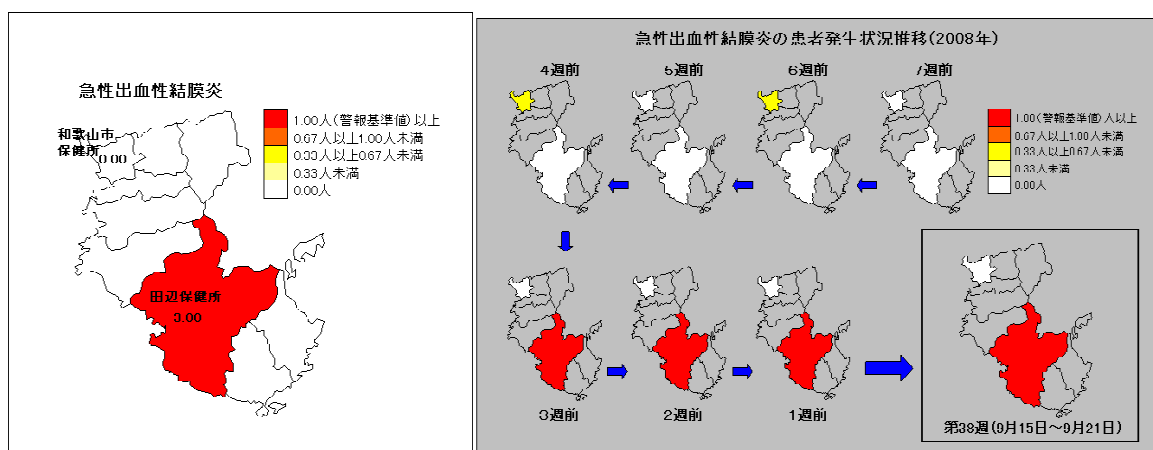 急性出血性結膜炎
和歌山市
保健所
0.00
1.00人(警報基準値)以上
0.67人以上1.00人未満
0.33人以上0.67人未満
0.33人未満
0.00人
田辺保健所
3.00
急性出血性結膜炎の患者発生状況推移(2008年)
4週前
5週前
6週前
7週前
1.00(警報基準値)人以上
0.67人以上1.00人未満
0.33人以上0.67人未満
0.33人未満
0.00人
3週前
2週前
1週前
第38週(9月15日~9月21日)